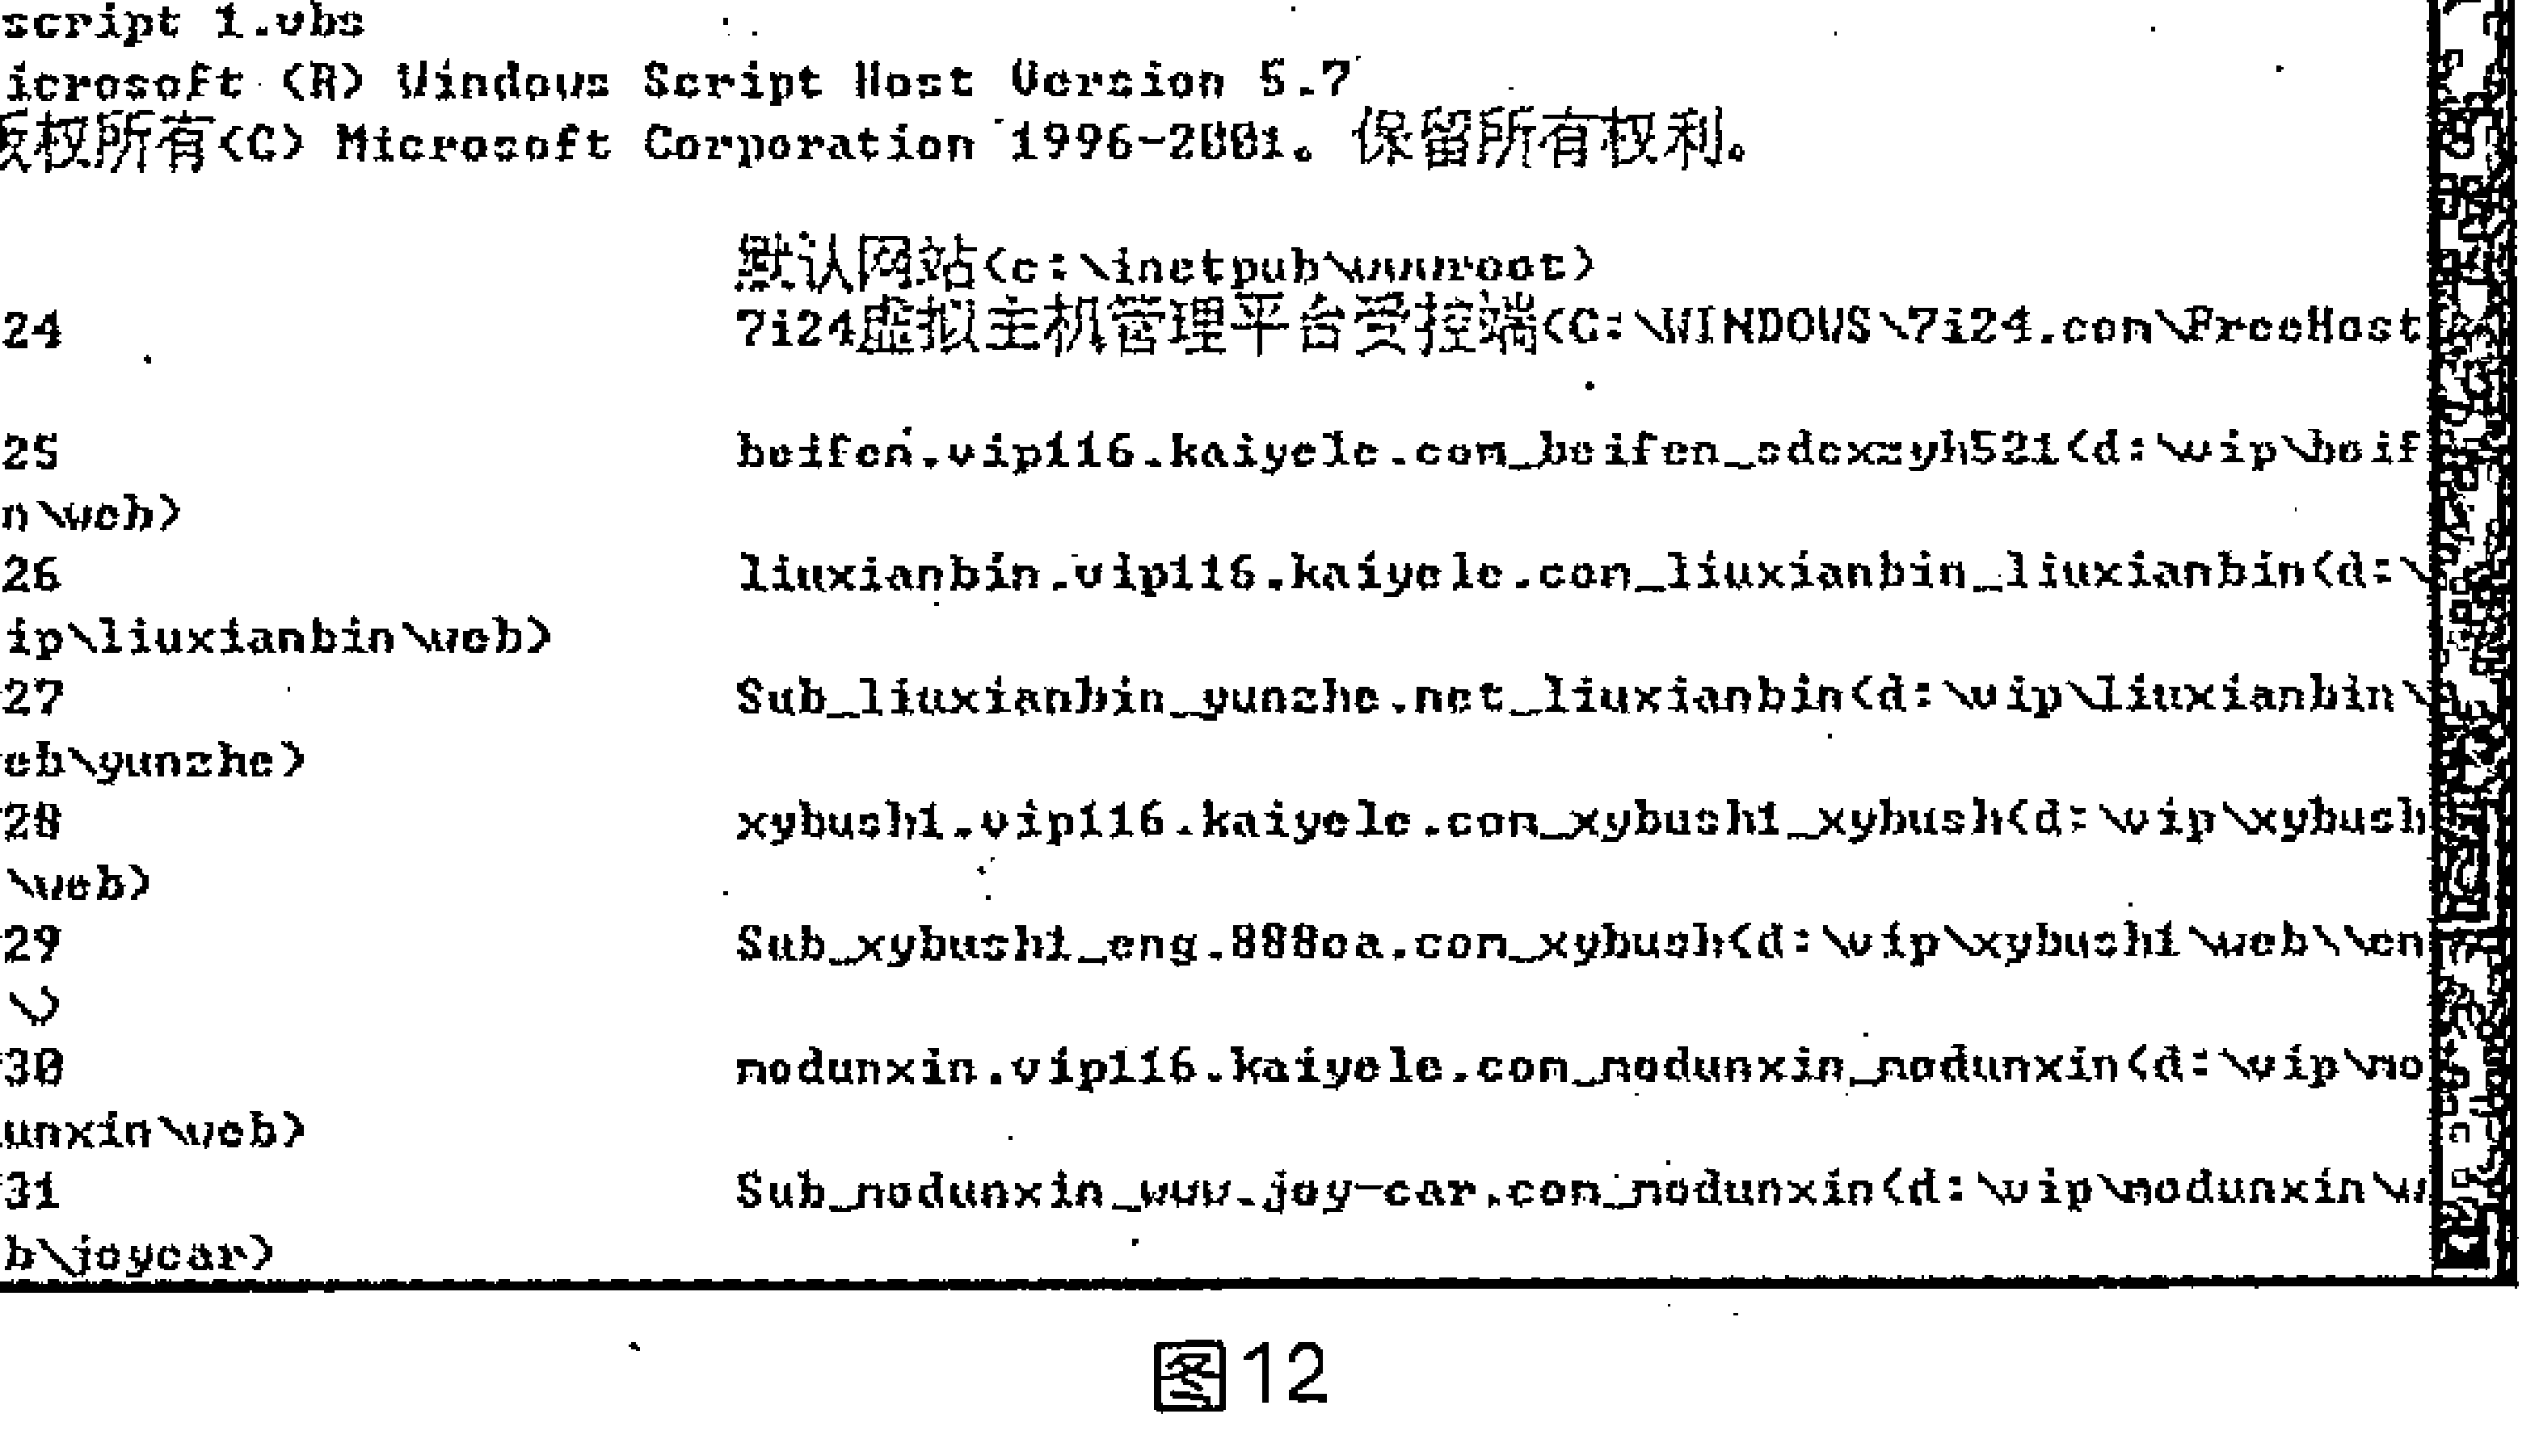 script 1.vbs
icrosoft (R) Windows Script Host Version 5.7
版权所有(C) Microsoft Corporation 1996-2001。保留所有权利。
默认网站(c:\inetpub\wwwroot)
24 7i24虚拟主机管理平台受控端(C:\WINDOWS\7i24.com\FreeHost
25 beifen.vip116.kaiyele.com_beifen_sdcxzyh521(d:\vip\beif
n\web)
26 liuxianbin.vip116.kaiyele.com_liuxianbin_liuxianbin(d:\
ip\liuxianbin\web)
27 Sub_liuxianbin_yunzhe.net_liuxianbin(d:\vip\liuxianbin\
eb\yunzhe)
28 xybush1.vip116.kaiyele.com_xybush1_xybush(d:\vip\xybush
\web)
29 Sub_xybush1_eng.888oa.com_xybush(d:\vip\xybush1\web\\en
\)
30 modunxin.vip116.kaiyele.com_modunxin_modunxin(d:\vip\mo
unxin\web)
31 Sub_modunxin_www.joy-car.com_modunxin(d:\vip\modunxin\w
b\joycar)
图12